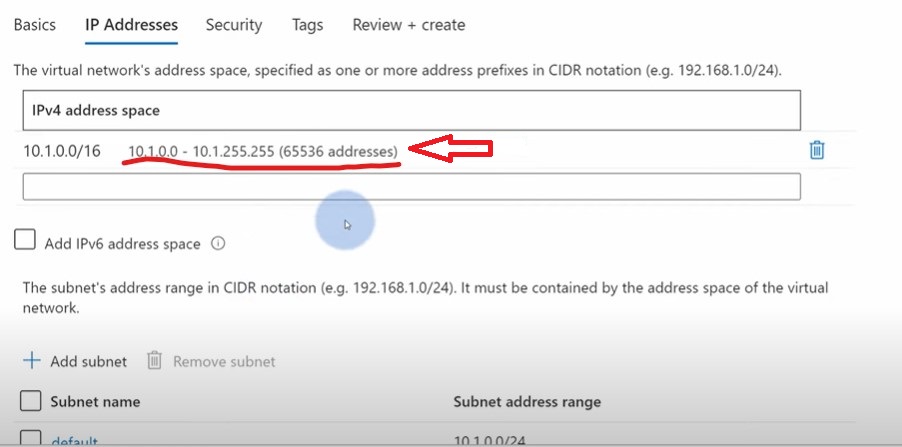 Basics IP Addresses Security Tags Review + create
The virtual network's address space, specified as one or more address prefixes in CIDR notation (e.g. 192.168.1.0/24).
IPv4 address space
10.1.0.0/16 10.1.0.0 - 10.1.255.255 (65536 addresses)
Add IPv6 address space
The subnet's address range in CIDR notation (e.g. 192.168.1.0/24). It must be contained by the address space of the virtual
network.
Add subnet Remove subnet
Subnet name Subnet address range
default 10.1.0.0/24